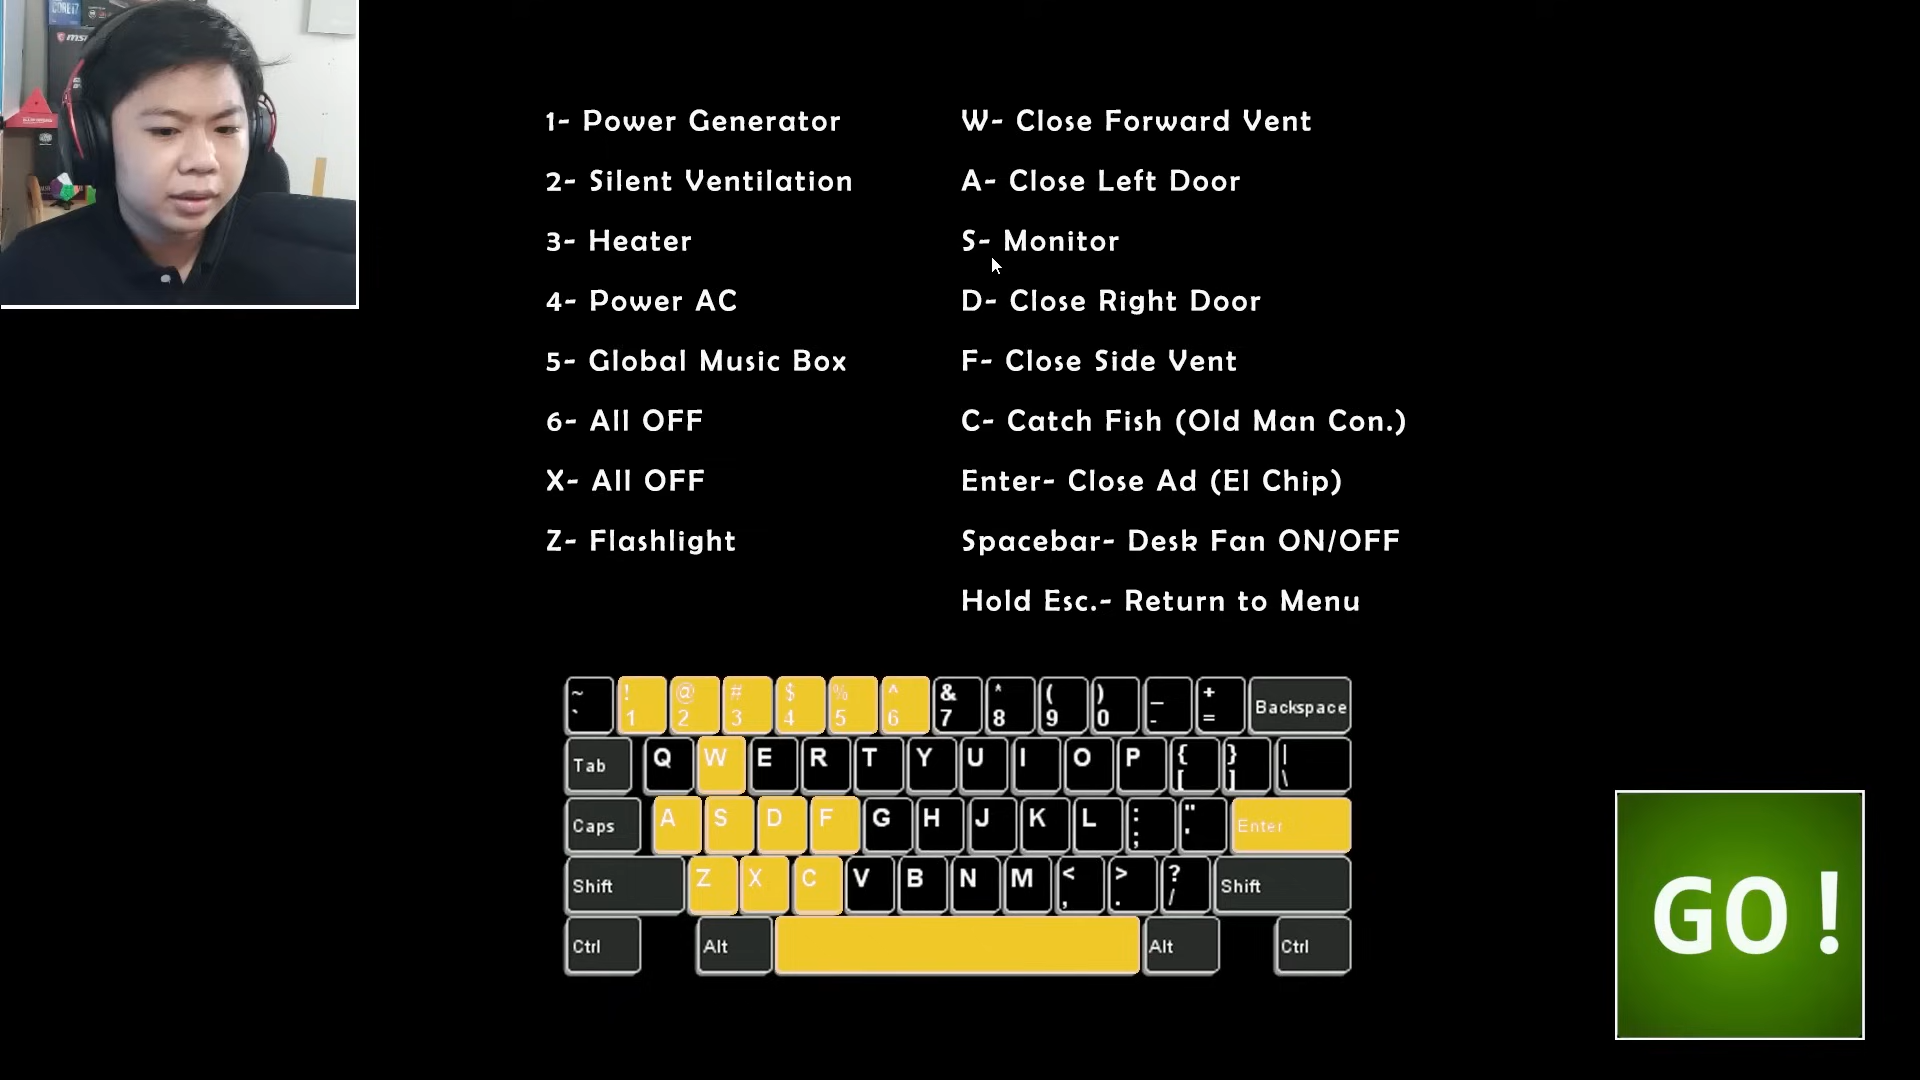 CORE i7
msi
1- Power Generator
2- Silent Ventilation
3- Heater
4- Power AC
5- Global Music Box
6- All OFF
X- All OFF
Z- Flashlight
W- Close Forward Vent
A- Close Left Door
S- Monitor
D- Close Right Door
F- Close Side Vent
C- Catch Fish (Old Man Con.)
Enter- Close Ad (El Chip)
Spacebar- Desk Fan ON/OFF
Hold Esc.- Return to Menu
~ ` ! 1 @ 2 # 3 $ 4 % 5 ^ 6 & 7 * 8 ( 9 ) 0 _ - + = Backspace
Tab Q W E R T Y U I O P { [ } ] | \
Caps A S D F G H J K L : ; " ' Enter
Shift Z X C V B N M < , > . ? / Shift
Ctrl Alt Alt Ctrl
GO!